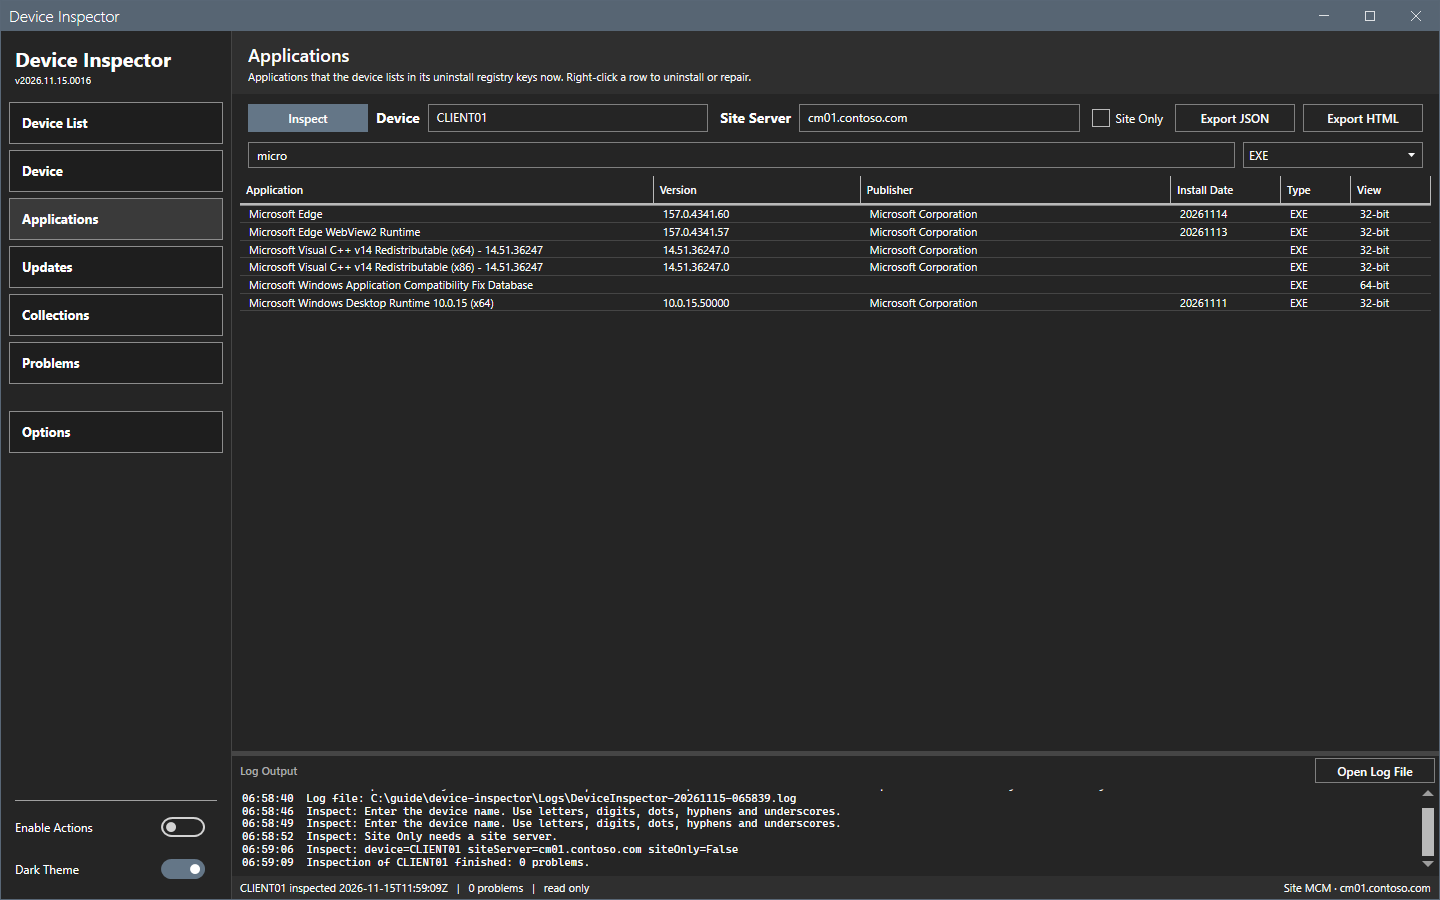 Device Inspector
Device Inspector
v2026.11.15.0016
Device List
Device
Applications
Updates
Collections
Problems
Options
Enable Actions
Dark Theme
Applications
Applications that the device lists in its uninstall registry keys now. Right-click a row to uninstall or repair.
Inspect Device CLIENT01 Site Server cm01.contoso.com Site Only Export JSON Export HTML
micro EXE
Application Version Publisher Install Date Type View
Microsoft Edge 157.0.4341.60 Microsoft Corporation 20261114 EXE 32-bit
Microsoft Edge WebView2 Runtime 157.0.4341.57 Microsoft Corporation 20261113 EXE 32-bit
Microsoft Visual C++ v14 Redistributable (x64) - 14.51.36247 14.51.36247.0 Microsoft Corporation EXE 32-bit
Microsoft Visual C++ v14 Redistributable (x86) - 14.51.36247 14.51.36247.0 Microsoft Corporation EXE 32-bit
Microsoft Windows Application Compatibility Fix Database EXE 64-bit
Microsoft Windows Desktop Runtime 10.0.15 (x64) 10.0.15.50000 Microsoft Corporation 20261111 EXE 32-bit
Log Output Open Log File
06:58:40 Log file: C:\guide\device-inspector\Logs\DeviceInspector-20261115-065839.log
06:58:46 Inspect: Enter the device name. Use letters, digits, dots, hyphens and underscores.
06:58:49 Inspect: Enter the device name. Use letters, digits, dots, hyphens and underscores.
06:58:52 Inspect: Site Only needs a site server.
06:59:06 Inspect: device=CLIENT01 siteServer=cm01.contoso.com siteOnly=False
06:59:09 Inspection of CLIENT01 finished: 0 problems.
CLIENT01 inspected 2026-11-15T11:59:09Z | 0 problems | read only Site MCM · cm01.contoso.com